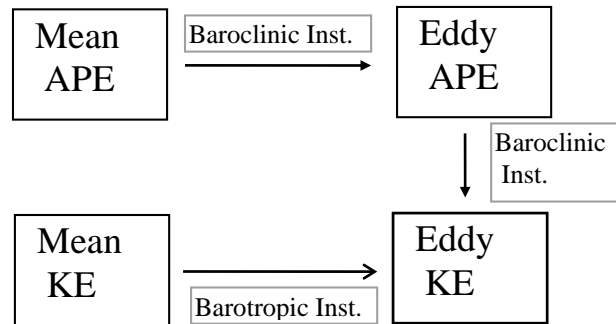 Mean
APE
Baroclinic Inst.
Eddy
APE
Baroclinic
Inst.
Mean
KE
Barotropic Inst.
Eddy
KE